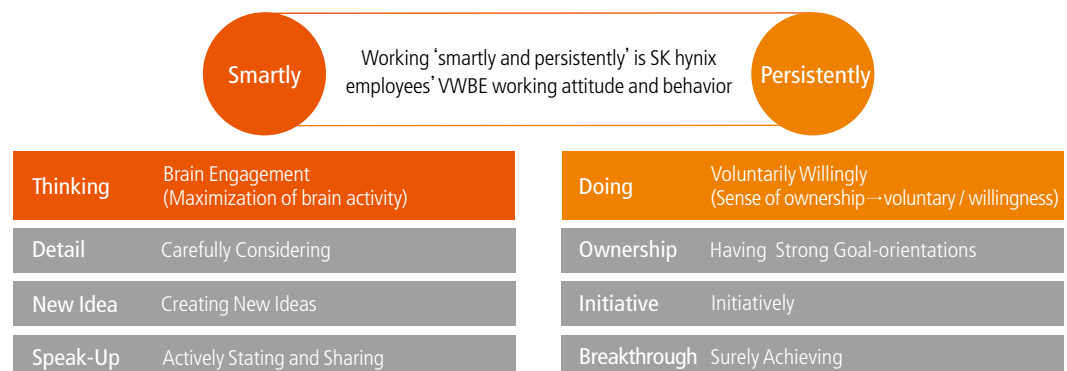 Smartly
Working ‘smartly and persistently’ is SK hynix
employees’ VWBE working attitude and behavior
Persistently
Thinking
Brain Engagement
(Maximization of brain activity)
Detail Carefully Considering
New Idea Creating New Ideas
Speak-Up Actively Stating and Sharing
Doing
Voluntarily Willingly
(Sense of ownership→voluntary / willingness)
Ownership Having Strong Goal-orientations
Initiative Initiatively
Breakthrough Surely Achieving